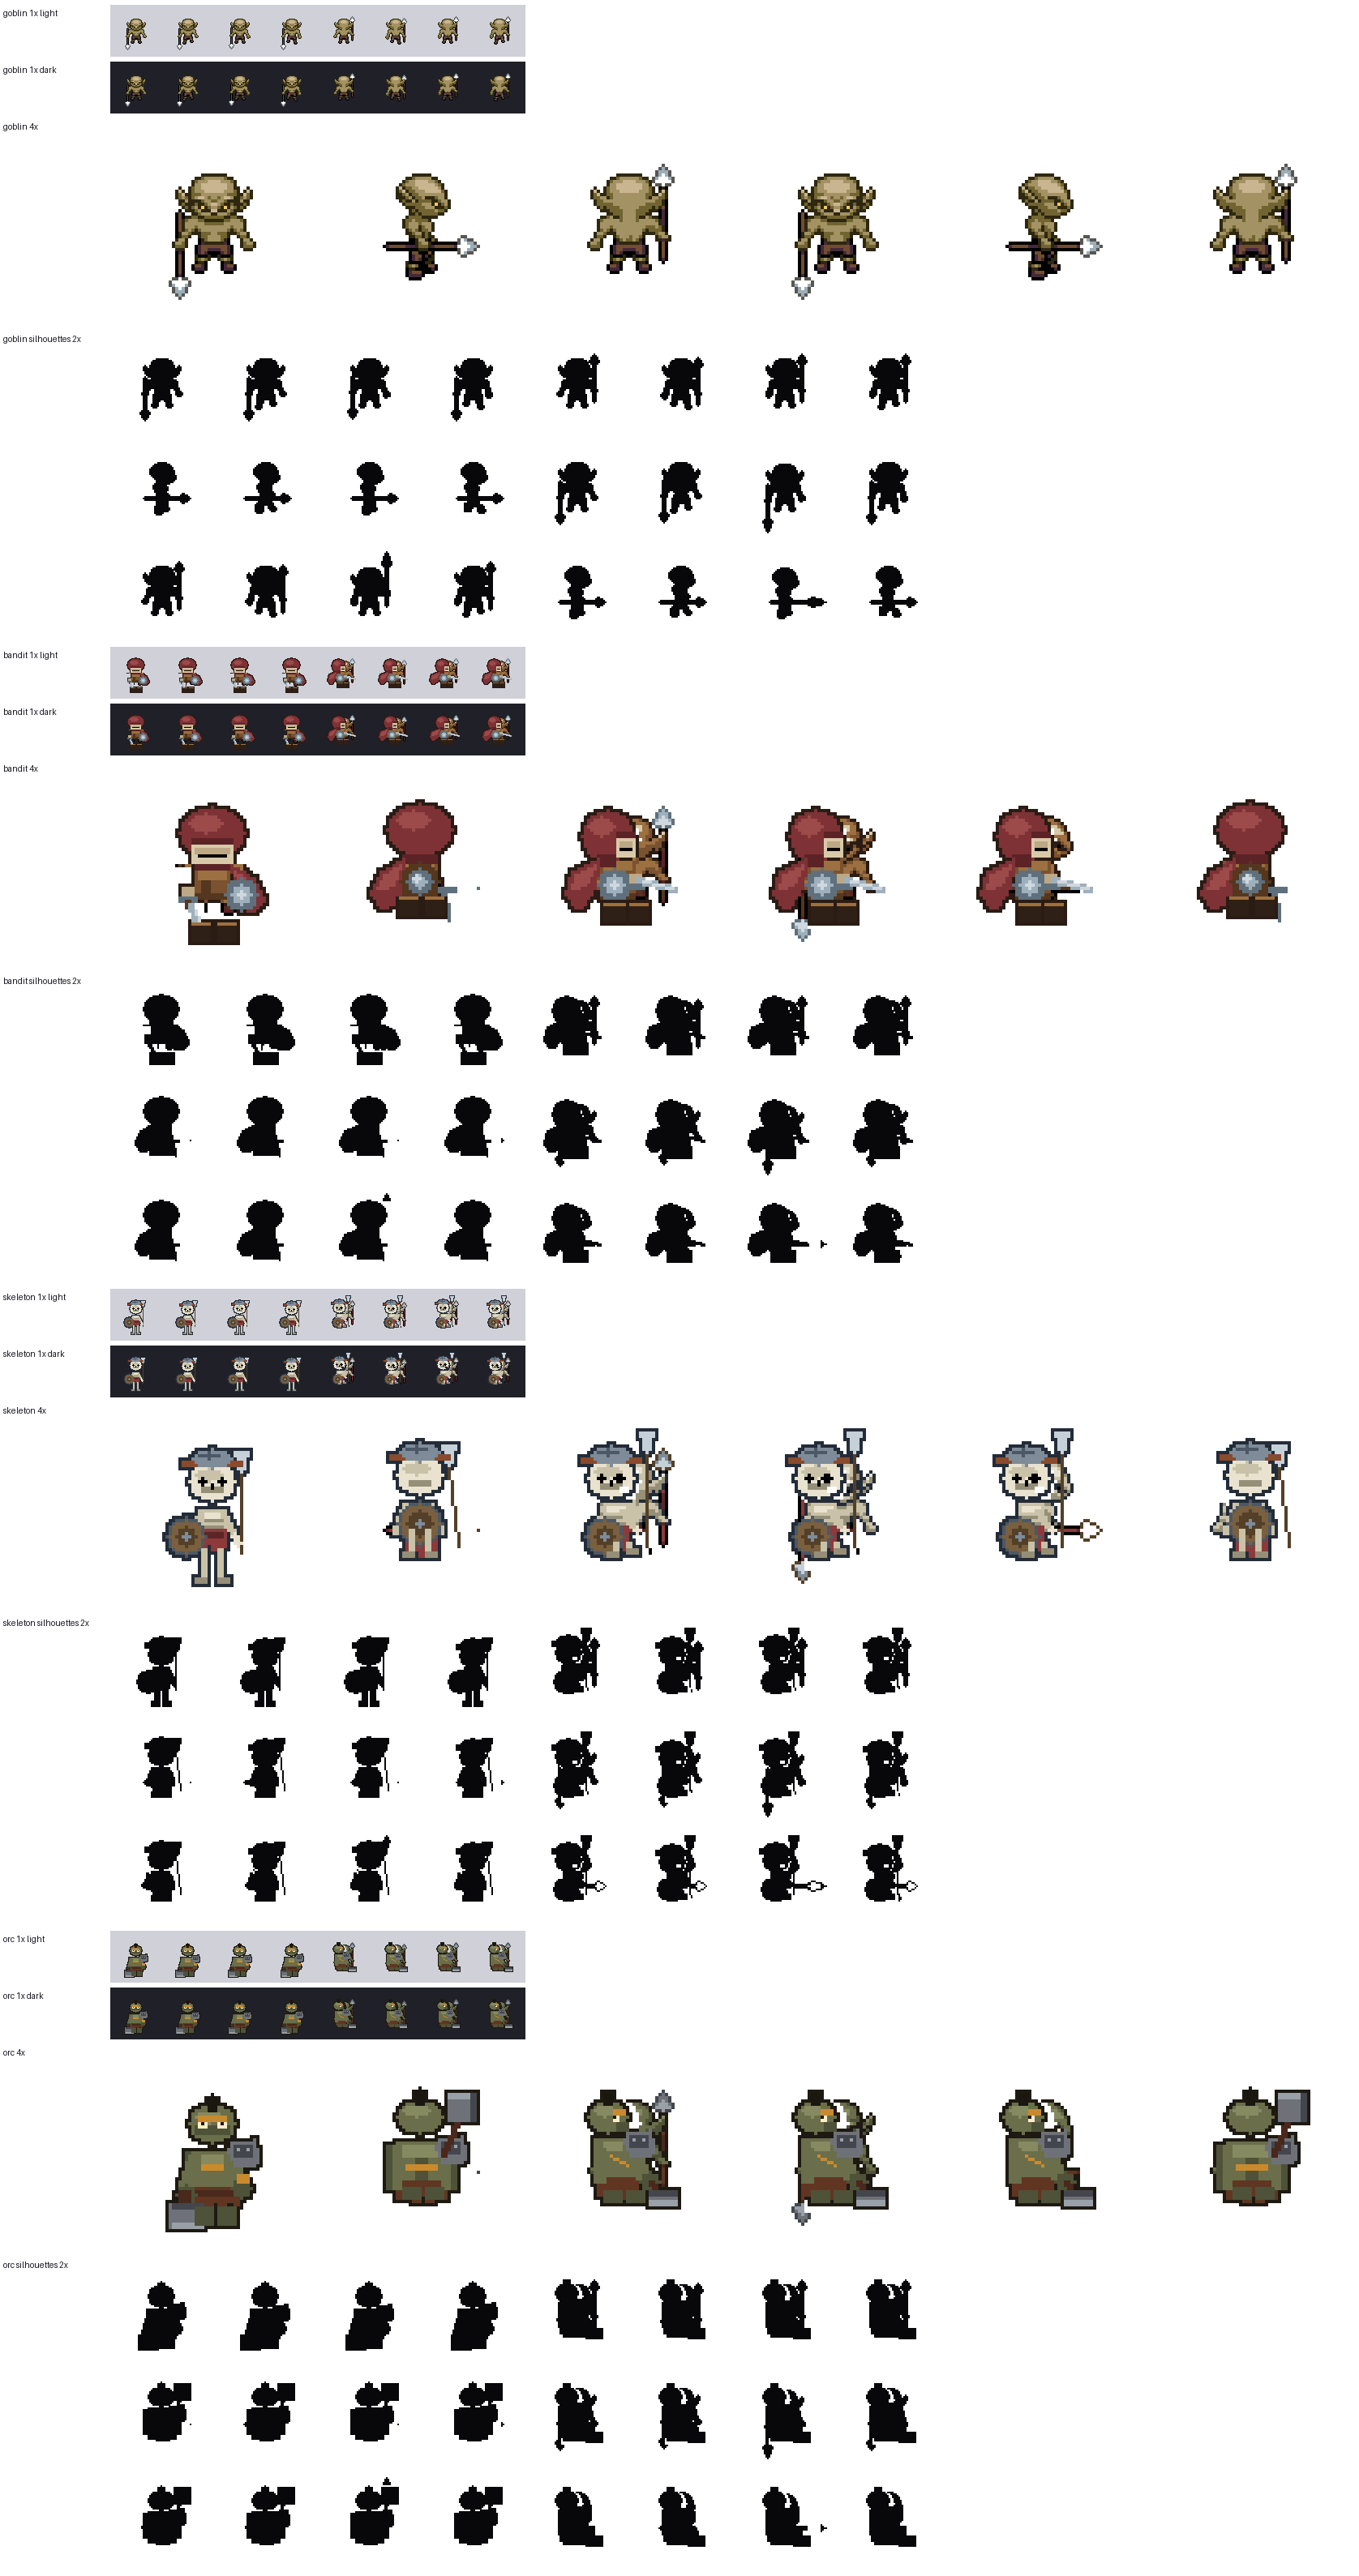 goblin 1x light
goblin 1x dark
goblin 4x
goblin silhouettes 2x
bandit 1x light
bandit 1x dark
bandit 4x
bandit silhouettes 2x
skeleton 1x light
skeleton 1x dark
skeleton 4x
skeleton silhouettes 2x
orc 1x light
orc 1x dark
orc 4x
orc silhouettes 2x